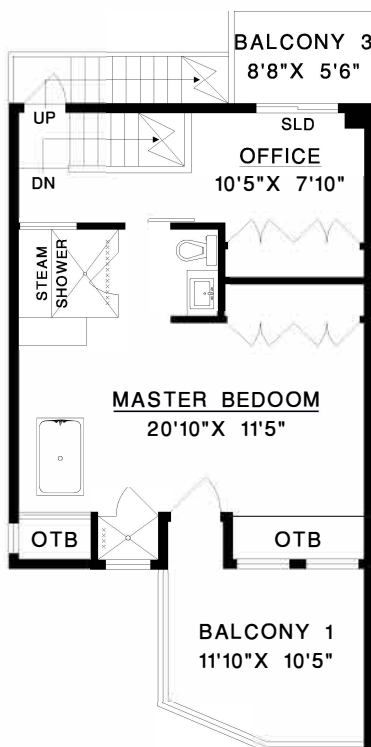 BALCONY 3
8'8"X 5'6"
UP
SLD
OFFICE
10'5"X 7'10"
DN
STEAM
SHOWER
MASTER BEDOOM
20'10"X 11'5"
OTB
OTB
BALCONY 1
11'10"X 10'5"